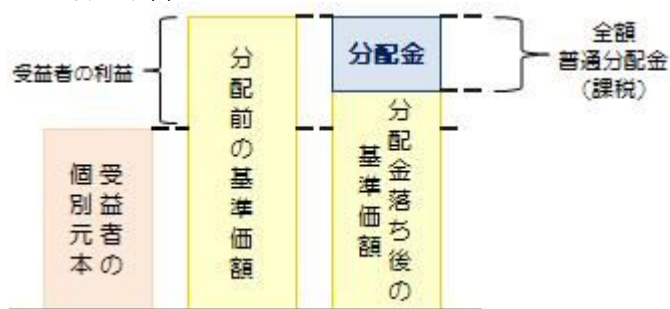 受益者の利益
受益者の
個別元本
分配前の基準価額
分配金
分配金落ち後の
基準価額
全額
普通分配金
(課税)